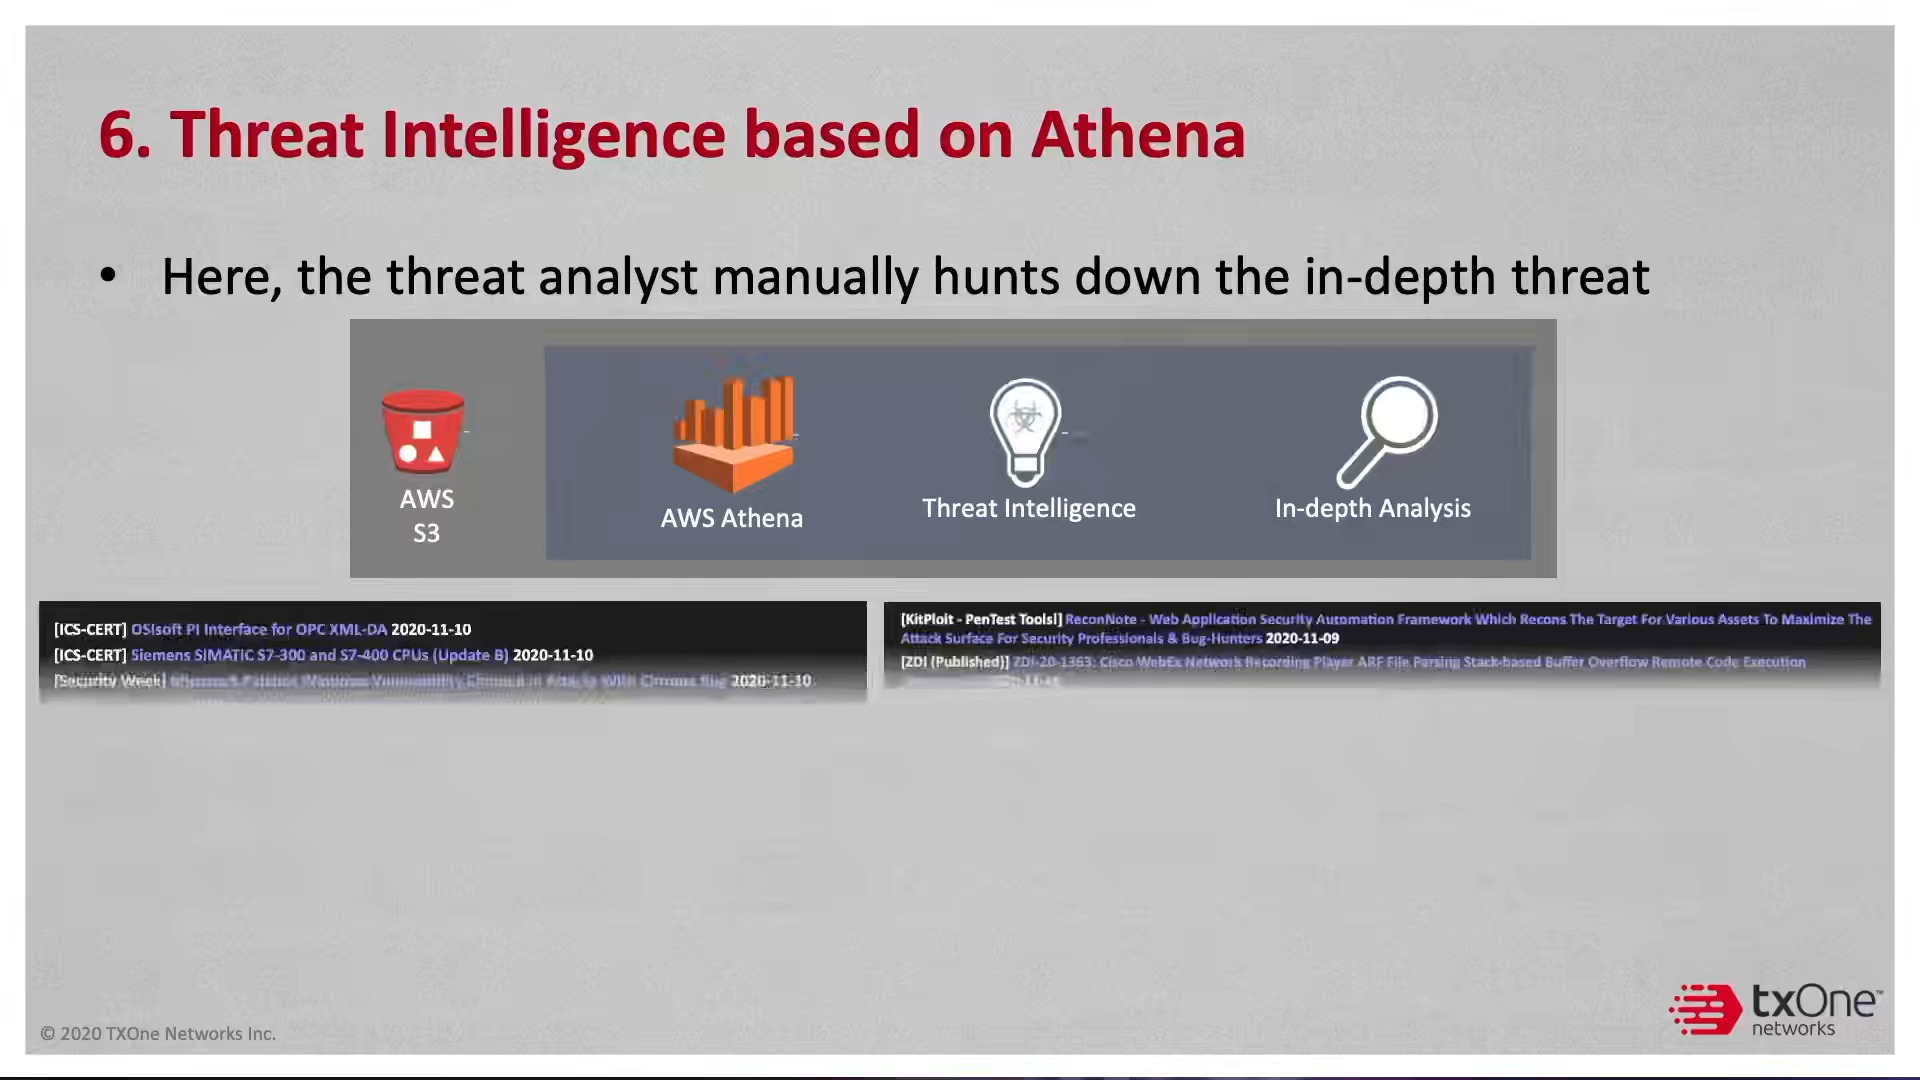 6. Threat Intelligence based on Athena
• Here, the threat analyst manually hunts down the in-depth threat
AWS
S3
AWS Athena
Threat Intelligence
In-depth Analysis
[ICS-CERT] OSIsoft PI Interface for OPC XML-DA 2020-11-10
[ICS-CERT] Siemens SIMATIC S7-300 and S7-400 CPUs (Update B) 2020-11-10
[Security Week] 2020-11-10
[KitPloit - PenTest Tools!] ReconNote - Web Application Security Automation Framework Which Recons The Target For Various Assets To Maximize The
Attack Surface For Security Professionals & Bug-Hunters 2020-11-09
[ZDI (Published)] ZDI-20-1363: Cisco WebEx Network Recording Player ARF File Parsing Stack-based Buffer Overflow Remote Code Execution
© 2020 TXOne Networks Inc.
txOne™
networks